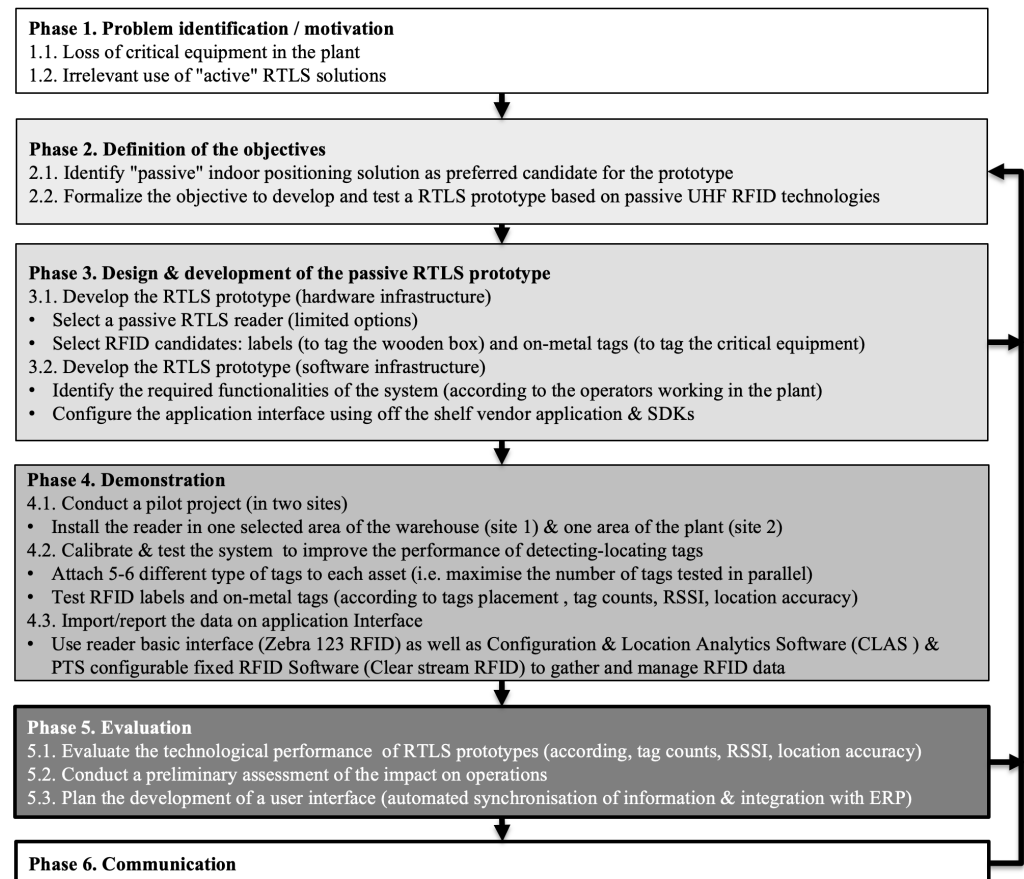 Phase 1. Problem identification / motivation
1.1. Loss of critical equipment in the plant
1.2. Irrelevant use of "active" RTLS solutions
Phase 2. Definition of the objectives
2.1. Identify "passive" indoor positioning solution as preferred candidate for the prototype
2.2. Formalize the objective to develop and test a RTLS prototype based on passive UHF RFID technologies
Phase 3. Design & development of the passive RTLS prototype
3.1. Develop the RTLS prototype (hardware infrastructure)
• Select a passive RTLS reader (limited options)
• Select RFID candidates: labels (to tag the wooden box) and on-metal tags (to tag the critical equipment)
3.2. Develop the RTLS prototype (software infrastructure)
• Identify the required functionalities of the system (according to the operators working in the plant)
• Configure the application interface using off the shelf vendor application & SDKs
Phase 4. Demonstration
4.1. Conduct a pilot project (in two sites)
• Install the reader in one selected area of the warehouse (site 1) & one area of the plant (site 2)
4.2. Calibrate & test the system  to improve the performance of detecting-locating tags
• Attach 5-6 different type of tags to each asset (i.e. maximise the number of tags tested in parallel)
• Test RFID labels and on-metal tags (according to tags placement , tag counts, RSSI, location accuracy)
4.3. Import/report the data on application Interface
• Use reader basic interface (Zebra 123 RFID) as well as Configuration & Location Analytics Software (CLAS ) &
PTS configurable fixed RFID Software (Clear stream RFID) to gather and manage RFID data
Phase 5. Evaluation
5.1. Evaluate the technological performance  of RTLS prototypes (according, tag counts, RSSI, location accuracy)
5.2. Conduct a preliminary assessment of the impact on operations
5.3. Plan the development of a user interface (automated synchronisation of information & integration with ERP)
Phase 6. Communication